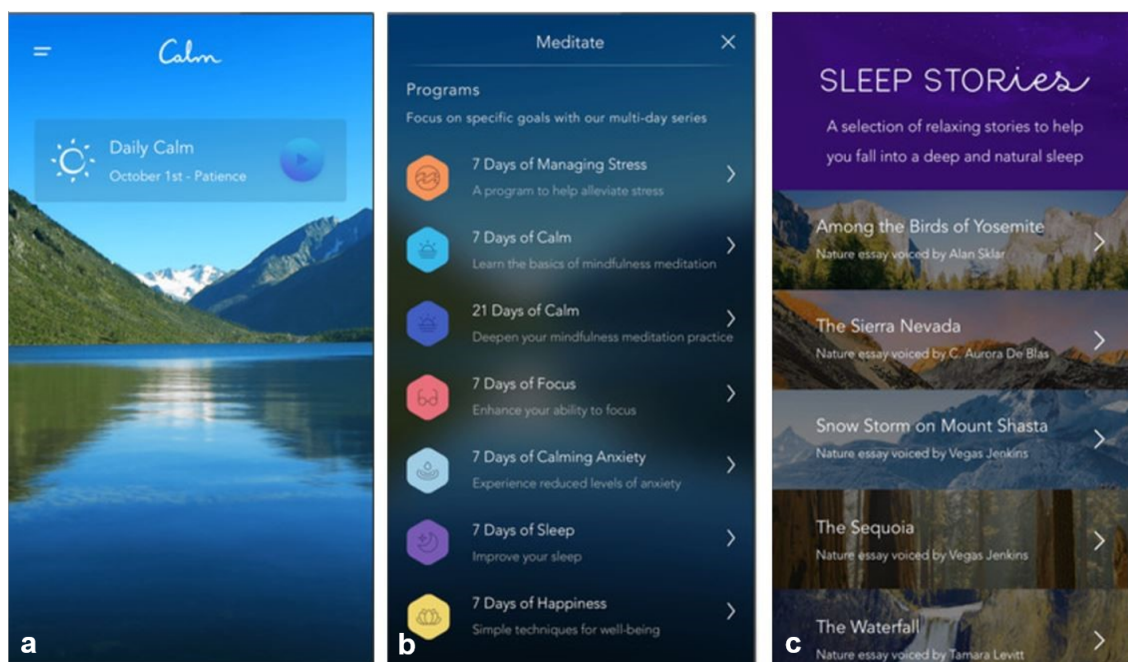 Calm
Daily Calm
October 1st - Patience
a
Meditate
Programs
Focus on specific goals with our multi-day series
7 Days of Managing Stress
A program to help alleviate stress
7 Days of Calm
Learn the basics of mindfulness meditation
21 Days of Calm
Deepen your mindfulness meditation practice
7 Days of Focus
Enhance your ability to focus
7 Days of Calming Anxiety
Experience reduced levels of anxiety
7 Days of Sleep
Improve your sleep
7 Days of Happiness
Simple techniques for well-being
b
SLEEP STORies
A selection of relaxing stories to help
you fall into a deep and natural sleep
Among the Birds of Yosemite
Nature essay voiced by Alan Sklar
The Sierra Nevada
Nature essay voiced by C. Aurora De Blas
Snow Storm on Mount Shasta
Nature essay voiced by Vegas Jenkins
The Sequoia
Nature essay voiced by Vegas Jenkins
The Waterfall
Nature essay voiced by Tamara Levitt
c